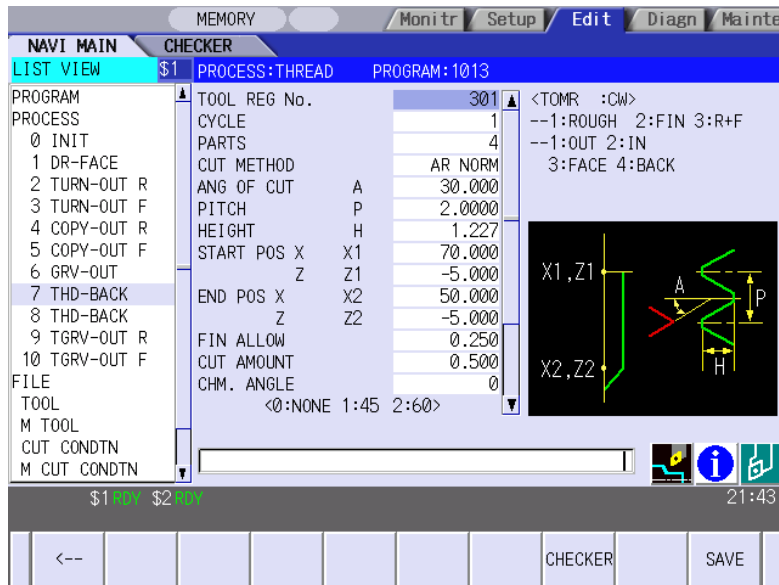 MEMORY
Monitr Setup Edit Diagn Mainte
NAVI MAIN CHECKER
LIST VIEW $1 PROCESS:THREAD PROGRAM:1013
PROGRAM
PROCESS
0 INIT
1 DR-FACE
2 TURN-OUT R
3 TURN-OUT F
4 COPY-OUT R
5 COPY-OUT F
6 GRV-OUT
7 THD-BACK
8 THD-BACK
9 TGRV-OUT R
10 TGRV-OUT F
FILE
TOOL
M TOOL
CUT CONDTN
M CUT CONDTN
TOOL REG No. 301
CYCLE 1
PARTS 4
CUT METHOD AR NORM
ANG OF CUT A 30.000
PITCH P 2.0000
HEIGHT H 1.227
START POS X X1 70.000
Z Z1 -5.000
END POS X X2 50.000
Z Z2 -5.000
FIN ALLOW 0.250
CUT AMOUNT 0.500
CHM. ANGLE 0
<0:NONE 1:45 2:60>
<TOMR :CW>
--1:ROUGH 2:FIN 3:R+F
--1:OUT 2:IN
3:FACE 4:BACK
X1,Z1
A
P
H
X2,Z2
$1 RDY $2 RDY
21:43
<-- CHECKER SAVE